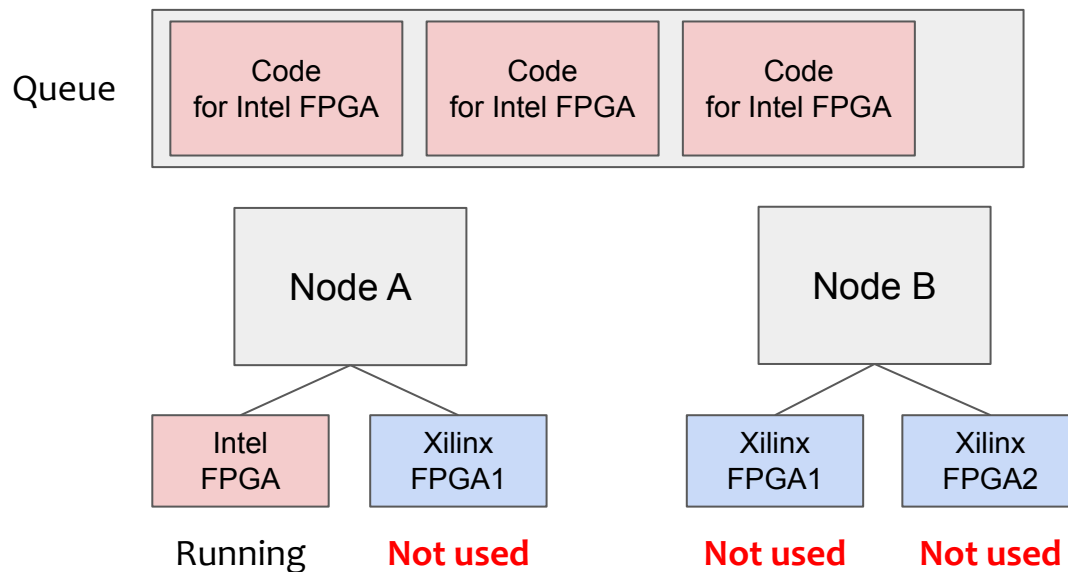 Queue
Code
for Intel FPGA
Code
for Intel FPGA
Code
for Intel FPGA
Node A
Node B
Intel
FPGA
Xilinx
FPGA1
Xilinx
FPGA1
Xilinx
FPGA2
Running
Not used
Not used
Not used